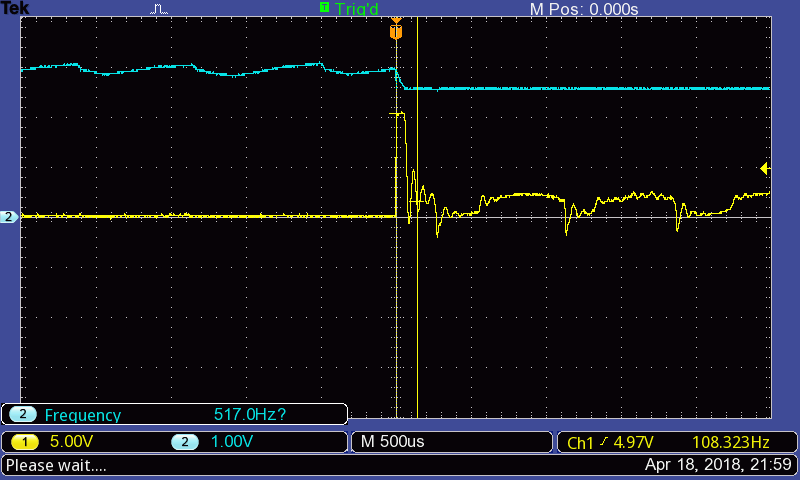 Tek T Trig'd M Pos: 0.000s
T
2
2 Frequency 517.0Hz?
1 5.00V 2 1.00V M 500us Ch1 4.97V 108.323Hz
Please wait.... Apr 18, 2018, 21:59